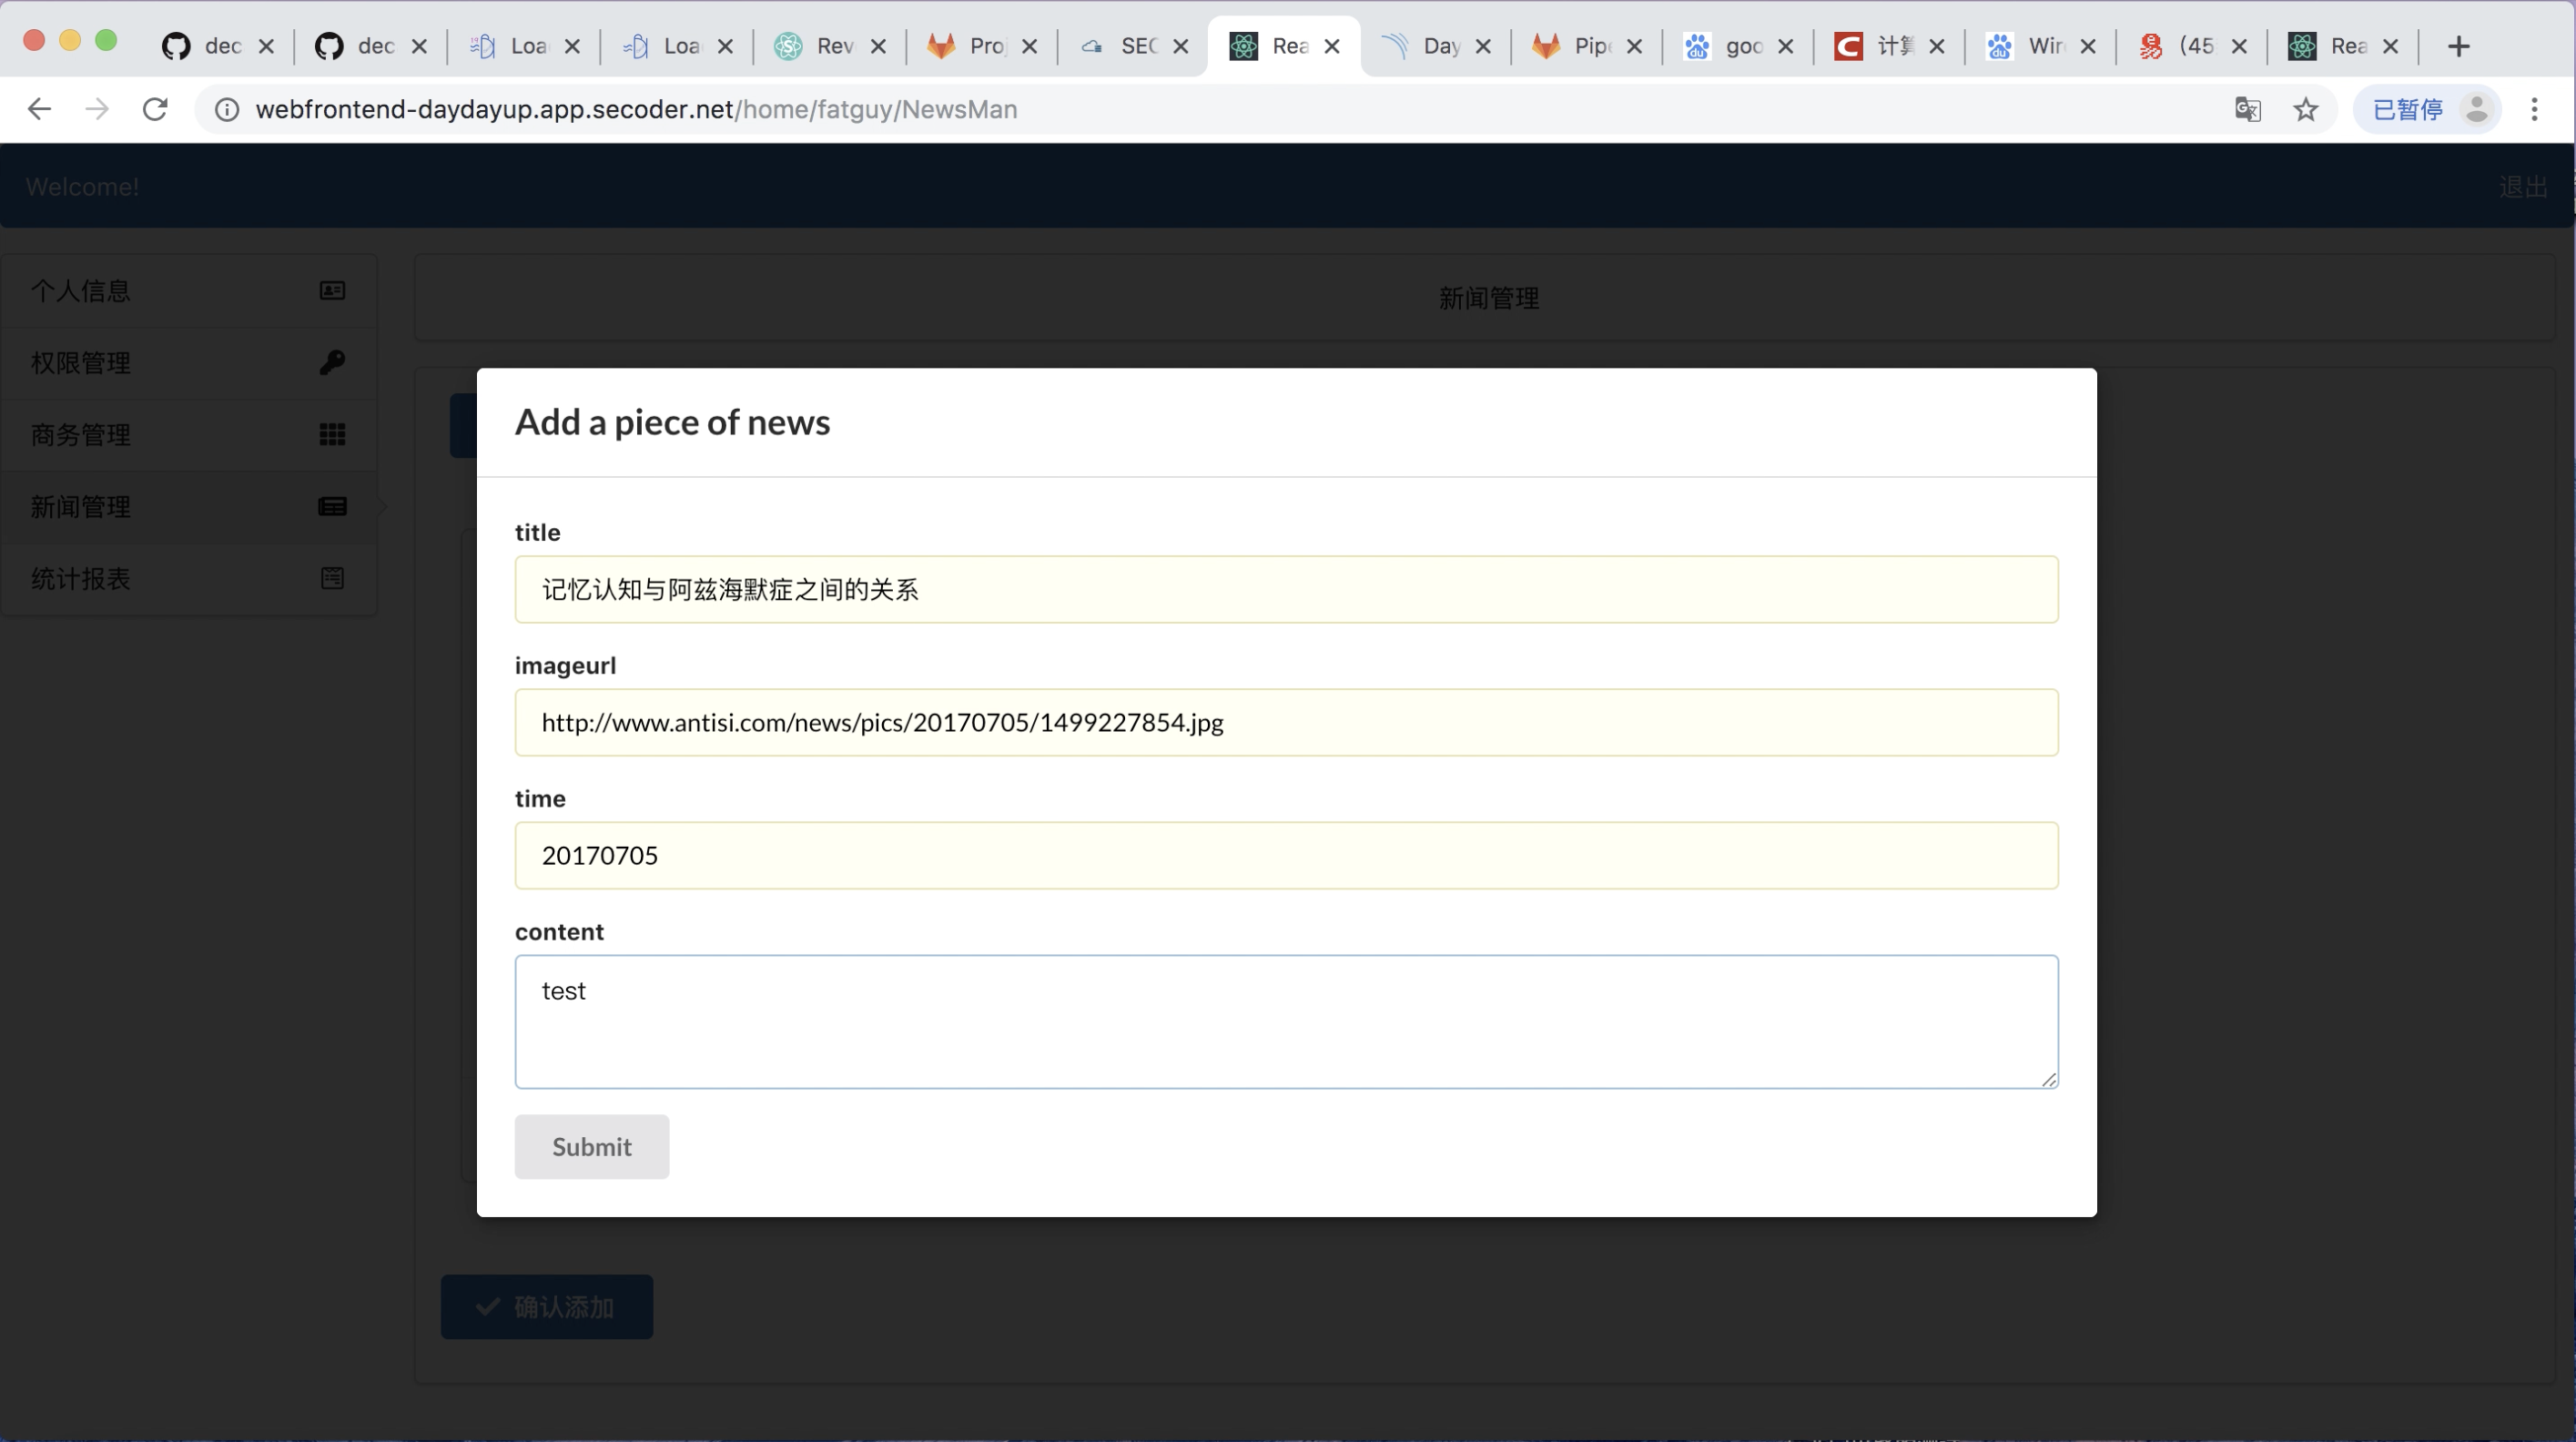 dec
dec
Loa
Loa
Rev
Pro
SEC
Rea
Day
Pipe
goo
计算
Wir
(45
Rea
webfrontend-daydayup.app.secoder.net/home/fatguy/NewsMan
已暂停
Welcome!
退出
个人信息
权限管理
商务管理
新闻管理
统计报表
新闻管理
Add a piece of news
title
记忆认知与阿兹海默症之间的关系
imageurl
http://www.antisi.com/news/pics/20170705/1499227854.jpg
time
20170705
content
test
Submit
确认添加